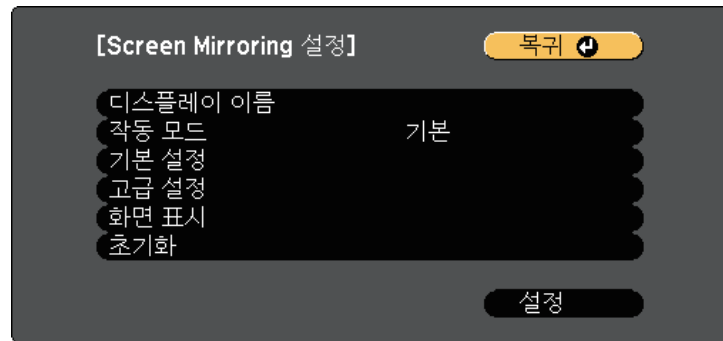 [Screen Mirroring 설정]
복귀
디스플레이 이름
작동 모드 기본
기본 설정
고급 설정
화면 표시
초기화
설정